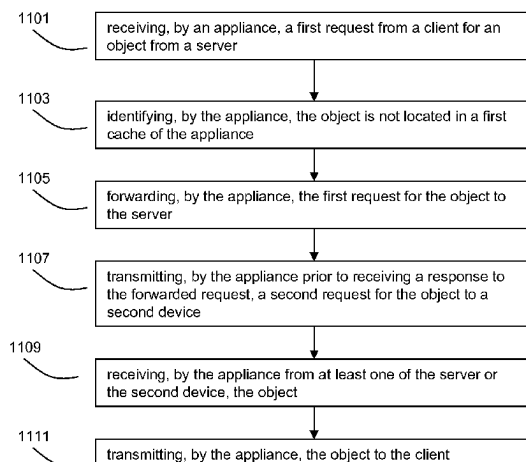 1101
receiving, by an appliance, a first request from a client for an
object from a server
1103
identifying, by the appliance, the object is not located in a first
cache of the appliance
1105
forwarding, by the appliance, the first request for the object to
the server
1107
transmitting, by the appliance prior to receiving a response to
the forwarded request, a second request for the object to a
second device
1109
receiving, by the appliance from at least one of the server or
the second device, the object
1111
transmitting, by the appliance, the object to the client